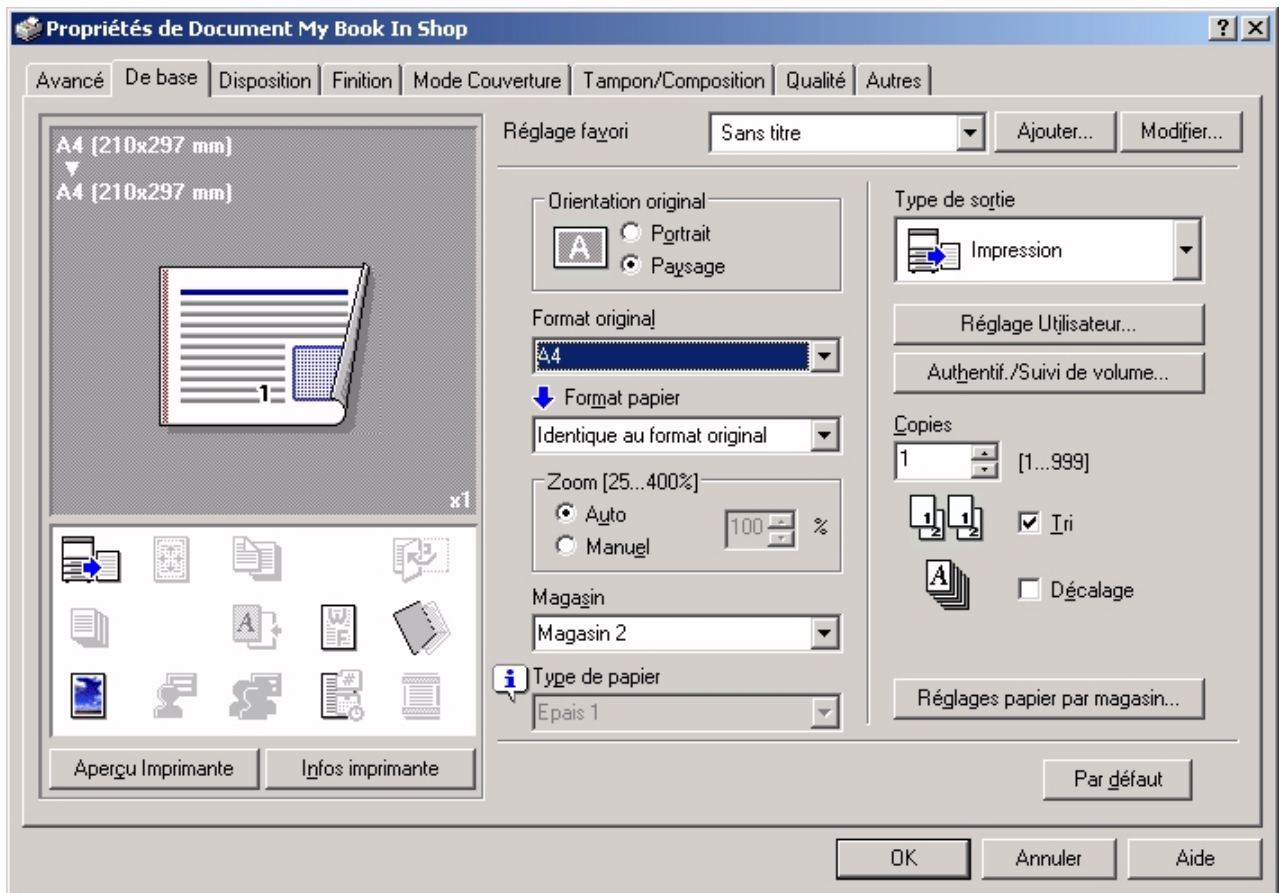 Propriétés de Document My Book In Shop
Avancé De base Disposition Finition Mode Couverture Tampon/Composition Qualité Autres
A4 (210x297 mm)
A4 (210x297 mm)
1
x1
Aperçu Imprimante Infos imprimante
Réglage favori Sans titre Ajouter... Modifier...
Orientation original
A
Portrait
Paysage
Format original
A4
Format papier
Identique au format original
Zoom [25...400%]
Auto
Manuel
100 %
Magasin
Magasin 2
Type de papier
Epais 1
Type de sortie
Impression
Réglage Utilisateur...
Authentif./Suivi de volume...
Copies
1 [1...999]
Tri
Décalage
Réglages papier par magasin...
Par défaut
OK Annuler Aide